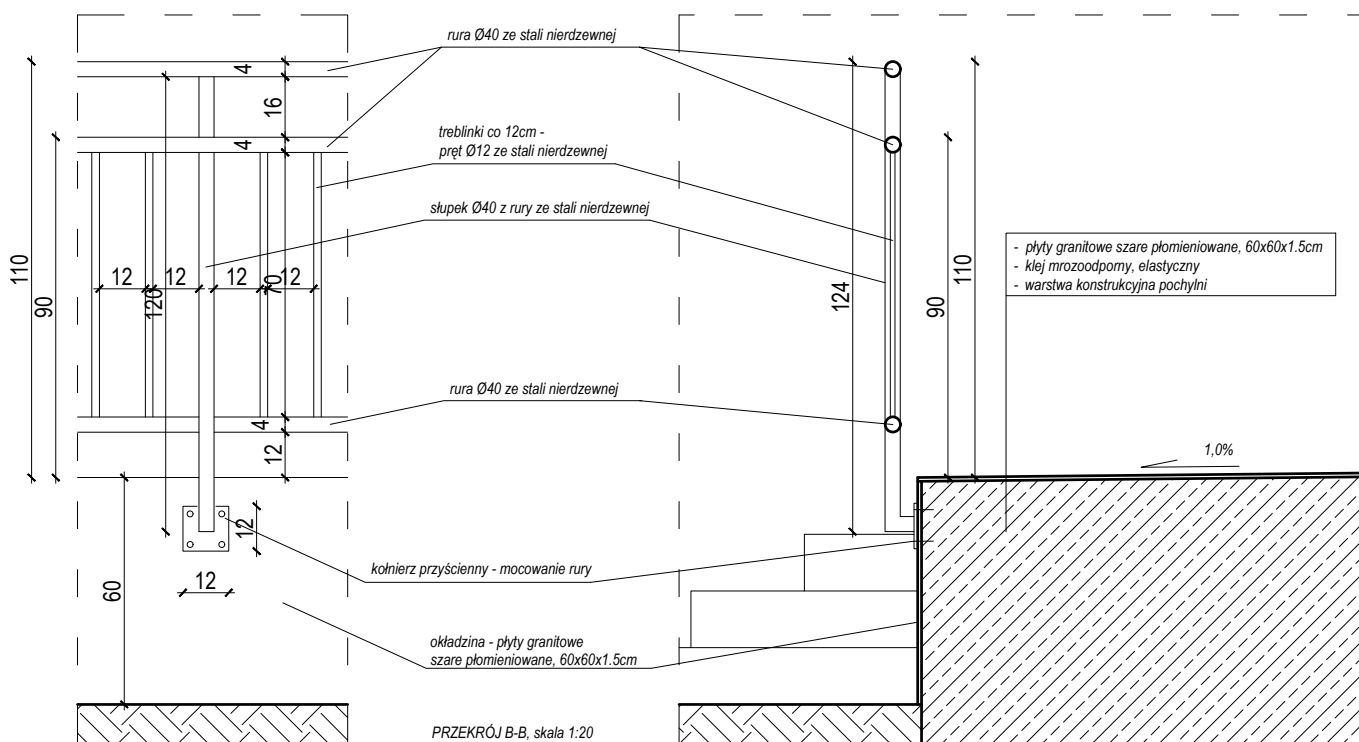 rura Ø40 ze stali nierdzewnej
treblinki co 12cm -
pręt Ø12 ze stali nierdzewnej
słupek Ø40 z rury ze stali nierdzewnej
rura Ø40 ze stali nierdzewnej
kołnierz przyścienny - mocowanie rury
okładzina - płyty granitowe
szare płomieniowane, 60x60x1.5cm
PRZEKRÓJ B-B, skala 1:20
4
16
4
110
90
120
12
12
12
70
12
4
12
12
12
60
124
90
110
- płyty granitowe szare płomieniowane, 60x60x1.5cm
- klej mrozoodporny, elastyczny
- warstwa konstrukcyjna pochylni
1,0%